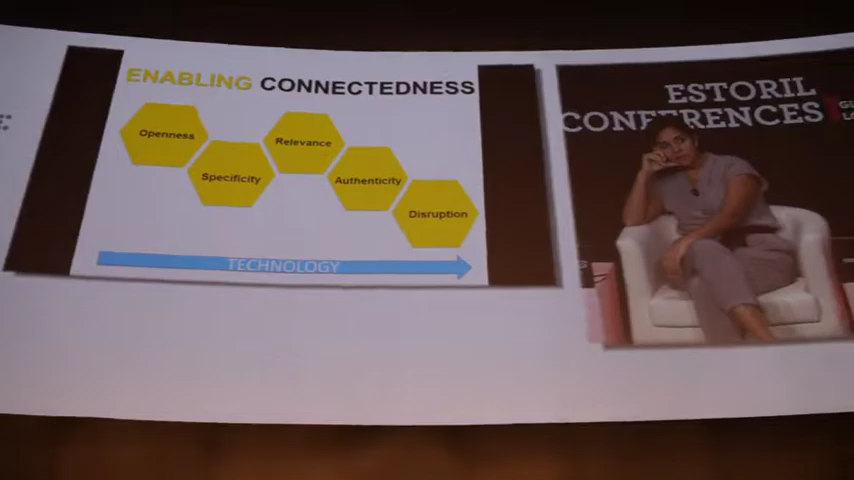 ENABLING CONNECTEDNESS
Openness
Relevance
Specificity
Authenticity
Disruption
TECHNOLOGY
ESTORIL
CONFERENCES